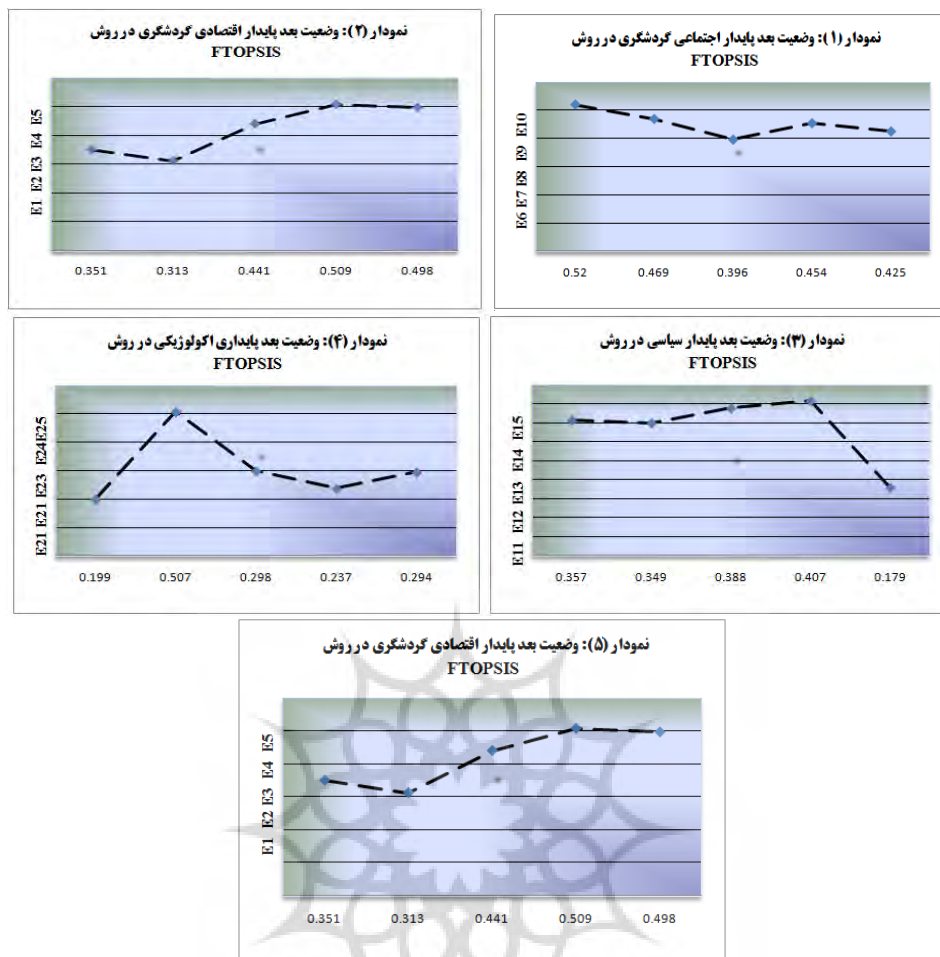 نمودار (۱): وضعیت بعد پایدار اجتماعی گردشگری در روش
FTOPSIS
E6 E7 E8 E9 E10
0.52 0.469 0.396 0.454 0.425
نمودار (۲): وضعیت بعد پایدار اقتصادی گردشگری در روش
FTOPSIS
E1 E2 E3 E4 E5
0.351 0.313 0.441 0.509 0.498
نمودار (۳): وضعیت بعد پایدار سیاسی در روش
FTOPSIS
E11 E12 E13 E14 E15
0.357 0.349 0.388 0.407 0.179
نمودار (۴): وضعیت بعد پایداری اکولوژیکی در روش
FTOPSIS
E21 E21 E23 E24E25
0.199 0.507 0.298 0.237 0.294
نمودار (۵): وضعیت بعد پایدار اقتصادی گردشگری در روش
FTOPSIS
E1 E2 E3 E4 E5
0.351 0.313 0.441 0.509 0.498